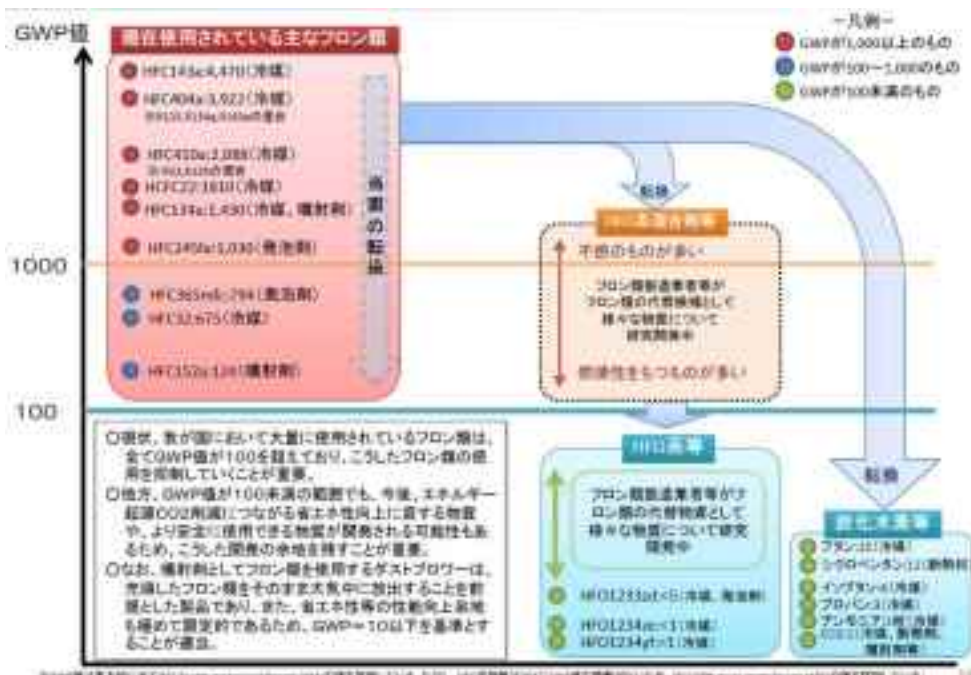 GWP値
現在使用されている主なフロン類
HFC143a:4,470(冷媒)
HFC404a:3,922(冷媒)
HFC410a:2,088(冷媒)
HCFC22:1810(冷媒)
HFC134a:1,430(冷媒、噴射剤)
HFC245fa:1,030(発泡剤)
HFC365mfc:794(発泡剤)
HFC32:675(冷媒)
HFC152a:124(噴射剤)
当面の転換
1000
100
-凡例-
GWPが1,000以上のもの
GWPが100~1,000のもの
GWPが100未満のもの
転換
不燃のものが多い
フロン類製造業者等が
フロン類の代替候補として
様々な物質について
研究開発中
燃焼性をもつものが多い
○現状、我が国において大量に使用されているフロン類は、
全てGWP値が100を超えており、こうしたフロン類の使
用を抑制していくことが重要。
○他方、GWP値が100未満の範囲でも、今後、エネルギー
起源CO2削減につながる省エネ性向上に資する物質
や、より安全に使用できる物質が開発される可能性もあ
るため、こうした開発の余地を残すことが重要。
○なお、噴射剤としてフロン類を使用するダストブロワーは、
充填したフロン類をそのまま大気中に放出することを前
提とした製品であり、また、省エネ性等の性能向上余地
も極めて限定的であるため、GWP=10以下を基準とす
ることが適当。
フロン類製造業者等がフ
ロン類の代替物質として
様々な物質について研究
開発中
HFO1233zd<5(冷媒、発泡剤)
HFO1234ze<1(冷媒)
HFO1234yf<1(冷媒)
転換
ブタン(冷媒)
シクロペンタン(断熱材)
イソブタン4(冷媒)
プロパン3(冷媒)
アンモニア(冷媒)